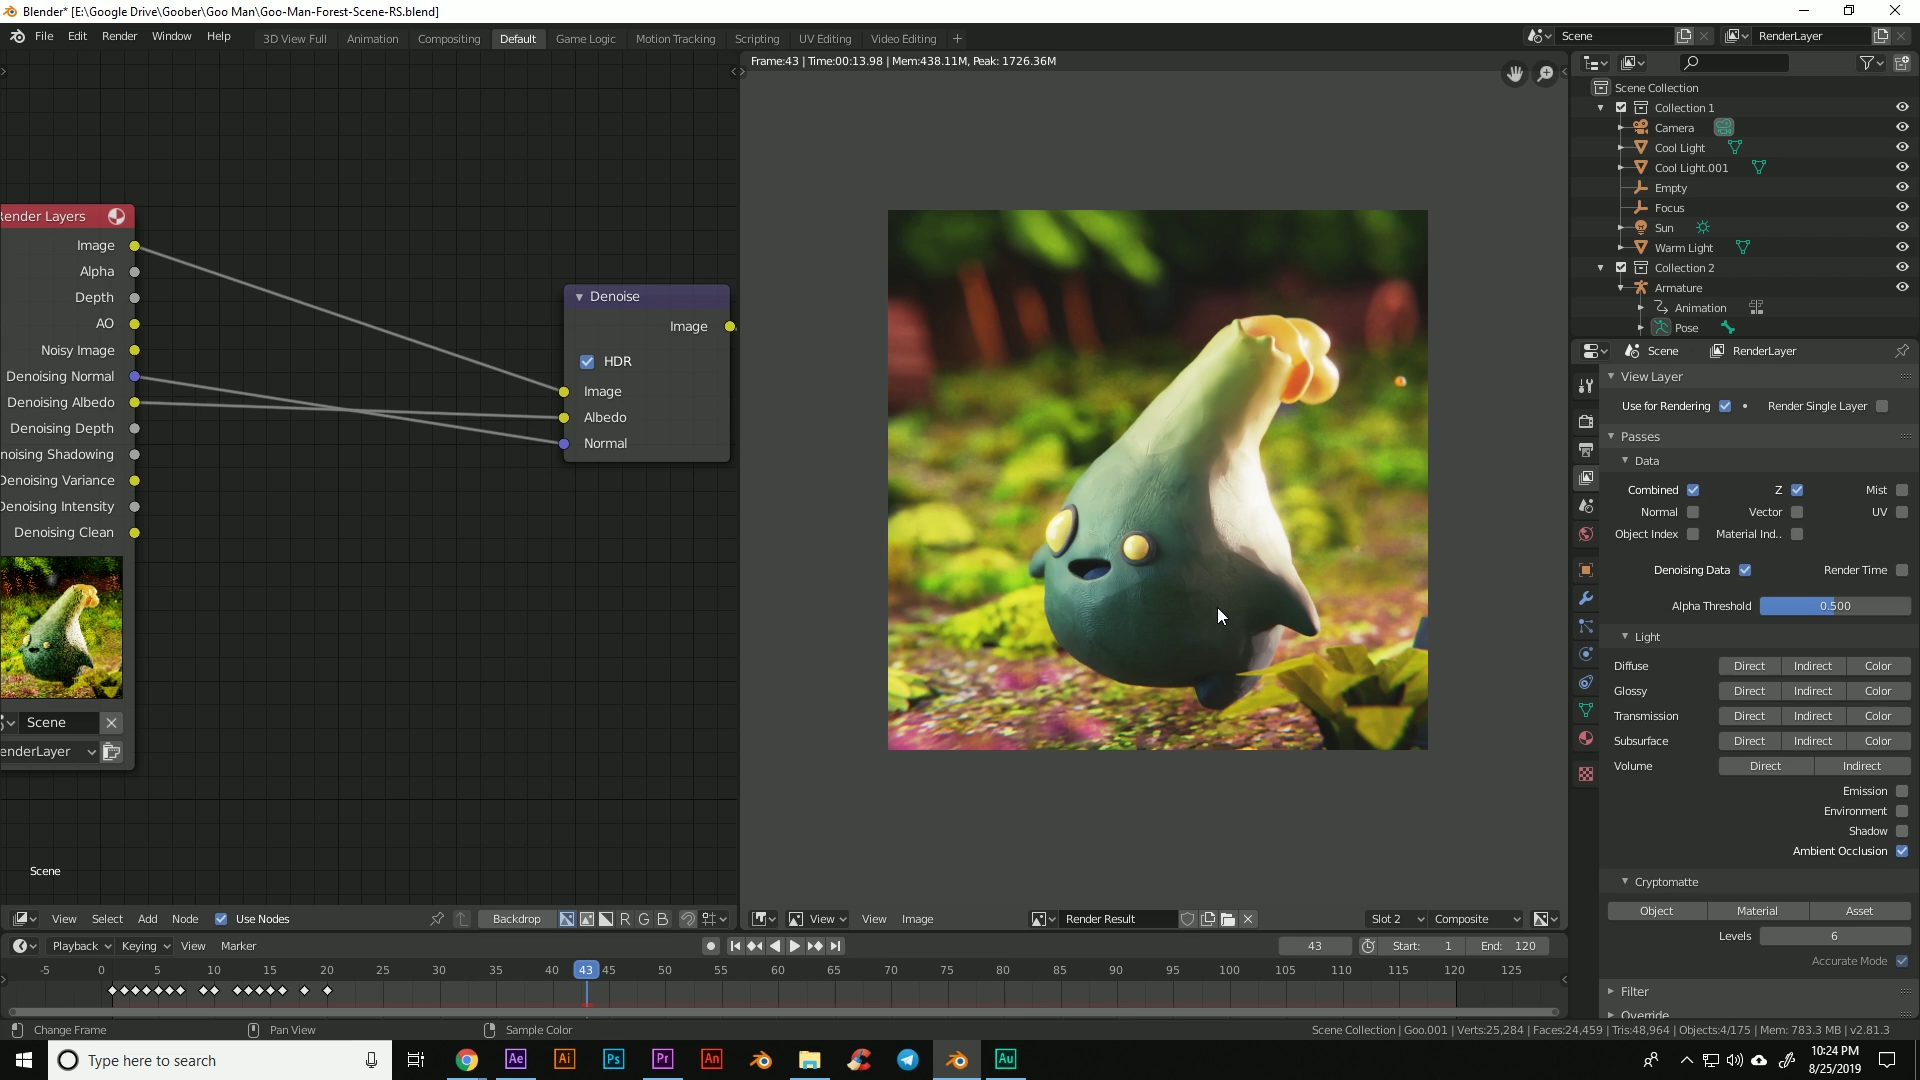 Blender* [E:\Google Drive\Goober\Goo Man\Goo-Man-Forest-Scene-RS.blend]
File Edit Render Window Help
3D View Full Animation Compositing Default Game Logic Motion Tracking Scripting UV Editing Video Editing +
Scene
RenderLayer
Frame:43 | Time:00:13.98 | Mem:438.11M, Peak: 1726.36M
Render Layers
Image
Alpha
Depth
AO
Noisy Image
Denoising Normal
Denoising Albedo
Denoising Depth
noising Shadowing
Denoising Variance
Denoising Intensity
Denoising Clean
Scene
enderLayer
Denoise
Image
HDR
Image
Albedo
Normal
Scene
Scene Collection
Collection 1
Camera
Cool Light
Cool Light.001
Empty
Focus
Sun
Warm Light
Collection 2
Armature
Animation
Pose
Scene RenderLayer
View Layer
Use for Rendering Render Single Layer
Passes
Data
Combined Z Mist
Normal Vector UV
Object Index Material Ind..
Denoising Data Render Time
Alpha Threshold 0.500
Light
Diffuse Direct Indirect Color
Glossy Direct Indirect Color
Transmission Direct Indirect Color
Subsurface Direct Indirect Color
Volume Direct Indirect
Emission
Environment
Shadow
Ambient Occlusion
Cryptomatte
Object Material Asset
Levels 6
Accurate Mode
Filter
Override
View Select Add Node Use Nodes Backdrop R G B
View View Image Render Result Slot 2 Composite
Playback Keying View Marker 43 Start: 1 End: 120
-5 0 5 10 15 20 25 30 35 40 43 45 50 55 60 65 70 75 80 85 90 95 100 105 110 115 120 125
Change Frame Pan View Sample Color
Scene Collection | Goo.001 | Verts:25,284 | Faces:24,459 | Tris:48,964 | Objects:4/175 | Mem: 783.3 MB | v2.81.3
Type here to search
Ae Ai Ps Pr An Au
10:24 PM
8/25/2019